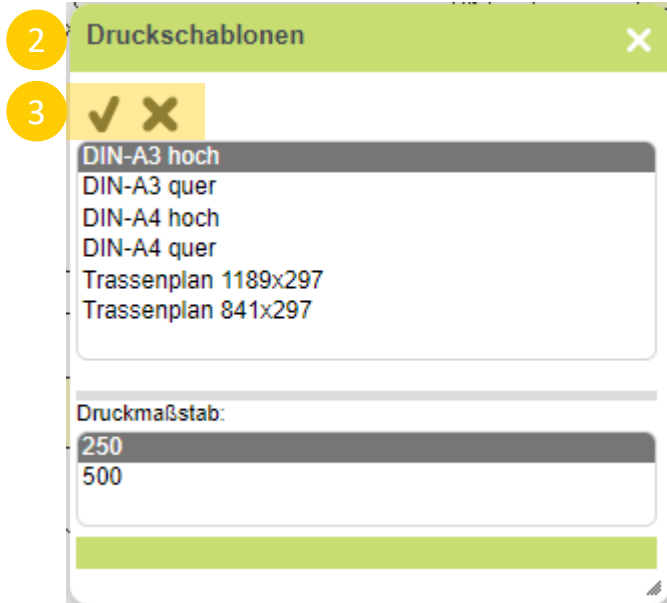 2
Druckschablonen
3
DIN-A3 hoch
DIN-A3 quer
DIN-A4 hoch
DIN-A4 quer
Trassenplan 1189x297
Trassenplan 841x297
Druckmaßstab:
250
500